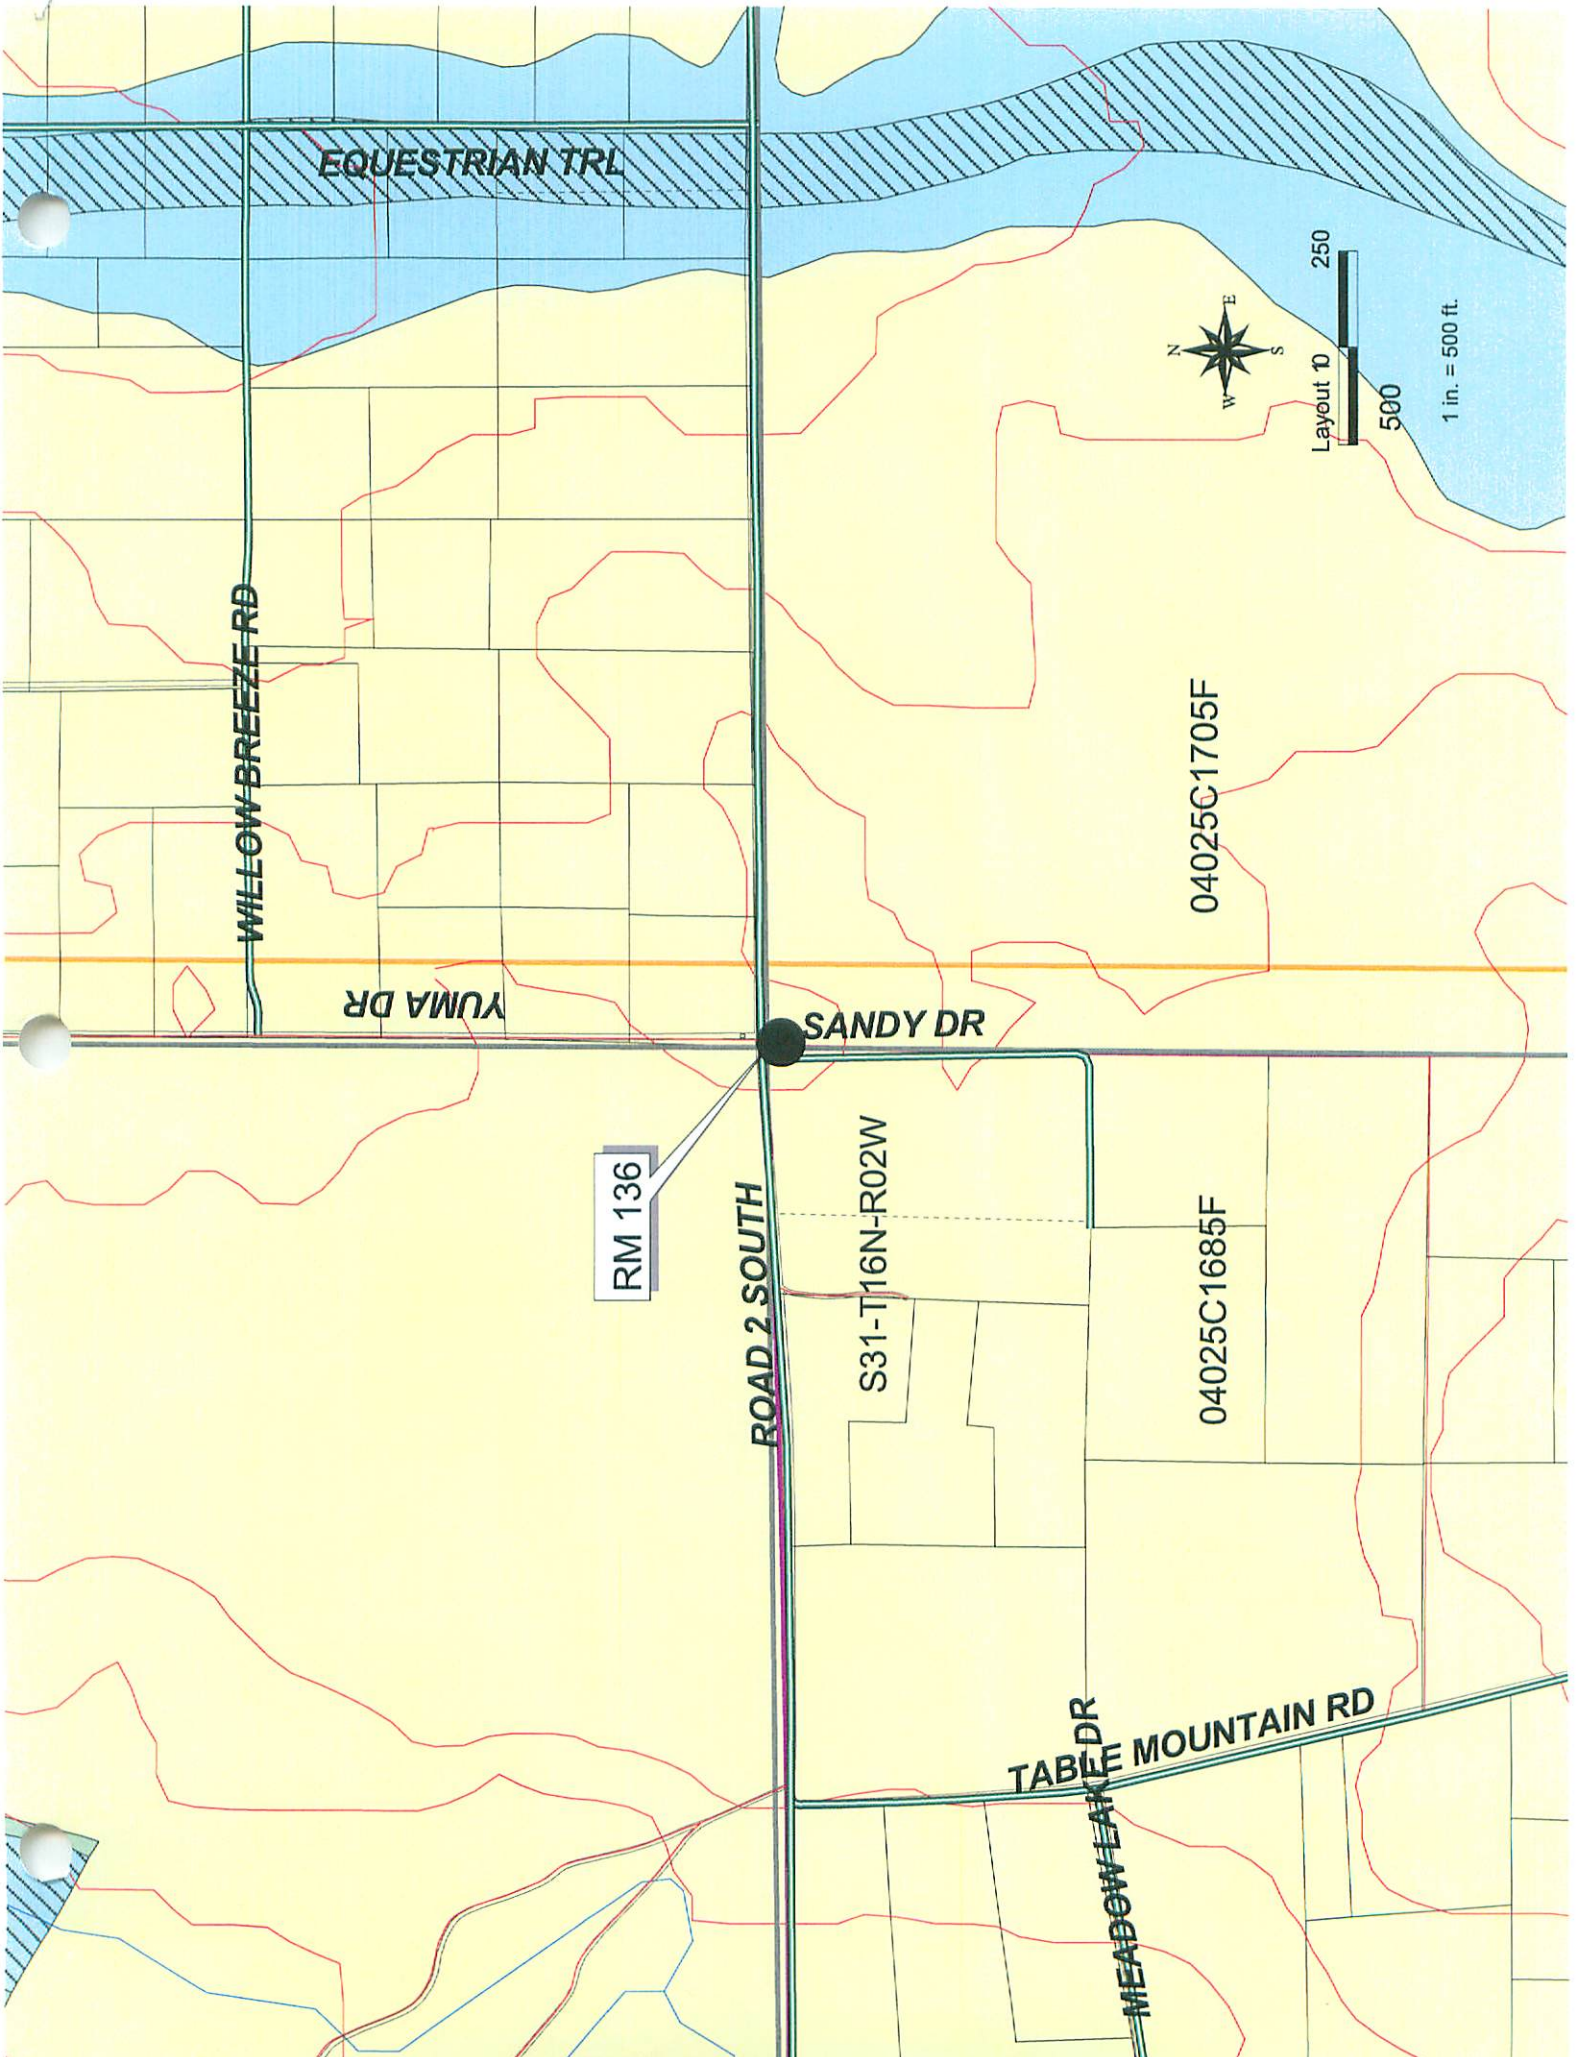 EQUESTRIAN TRL
WILLOW BREEZE RD
YUMA DR
SANDY DR
RM 136
ROAD 2 SOUTH
S31-T16N-R02W
04025C1705F
04025C1685F
TABLE MOUNTAIN RD
MEADOW LAKE DR
N
E
S
W
Layout 10
250
500
1 in. = 500 ft.